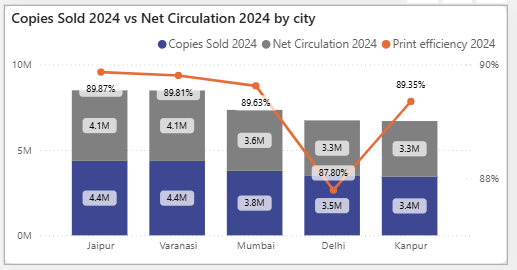 Copies Sold 2024 vs Net Circulation 2024 by city
Copies Sold 2024 Net Circulation 2024 Print efficiency 2024
10M 90%
89.87% 89.81% 89.63% 89.35%
4.1M 4.1M 3.6M 3.3M 3.3M
5M
87.80% 88%
4.4M 4.4M 3.8M 3.5M 3.4M
0M
Jaipur Varanasi Mumbai Delhi Kanpur